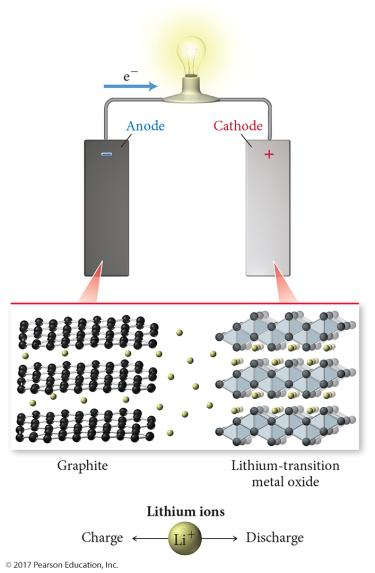 e⁻
Anode
Cathode
−
+
Graphite
Lithium-transition
metal oxide
Lithium ions
Charge
Li⁺
Discharge
© 2017 Pearson Education, Inc.